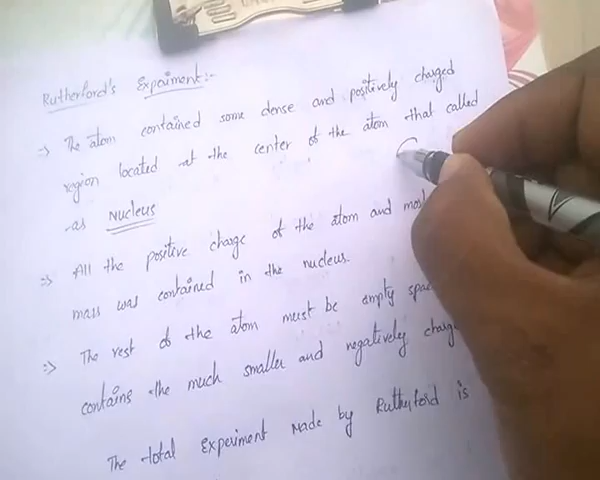 Rutherford's Expaiment:-
=> The atom contained some dense and positively charged
region located at the center of the atom that called
as Nucleus
=> All the positive charge of the atom and most
mass was contained in the nucleus.
=> The rest of the atom must be empty
contains the much smaller and negatively
The total Experiment Made by Rutherford is